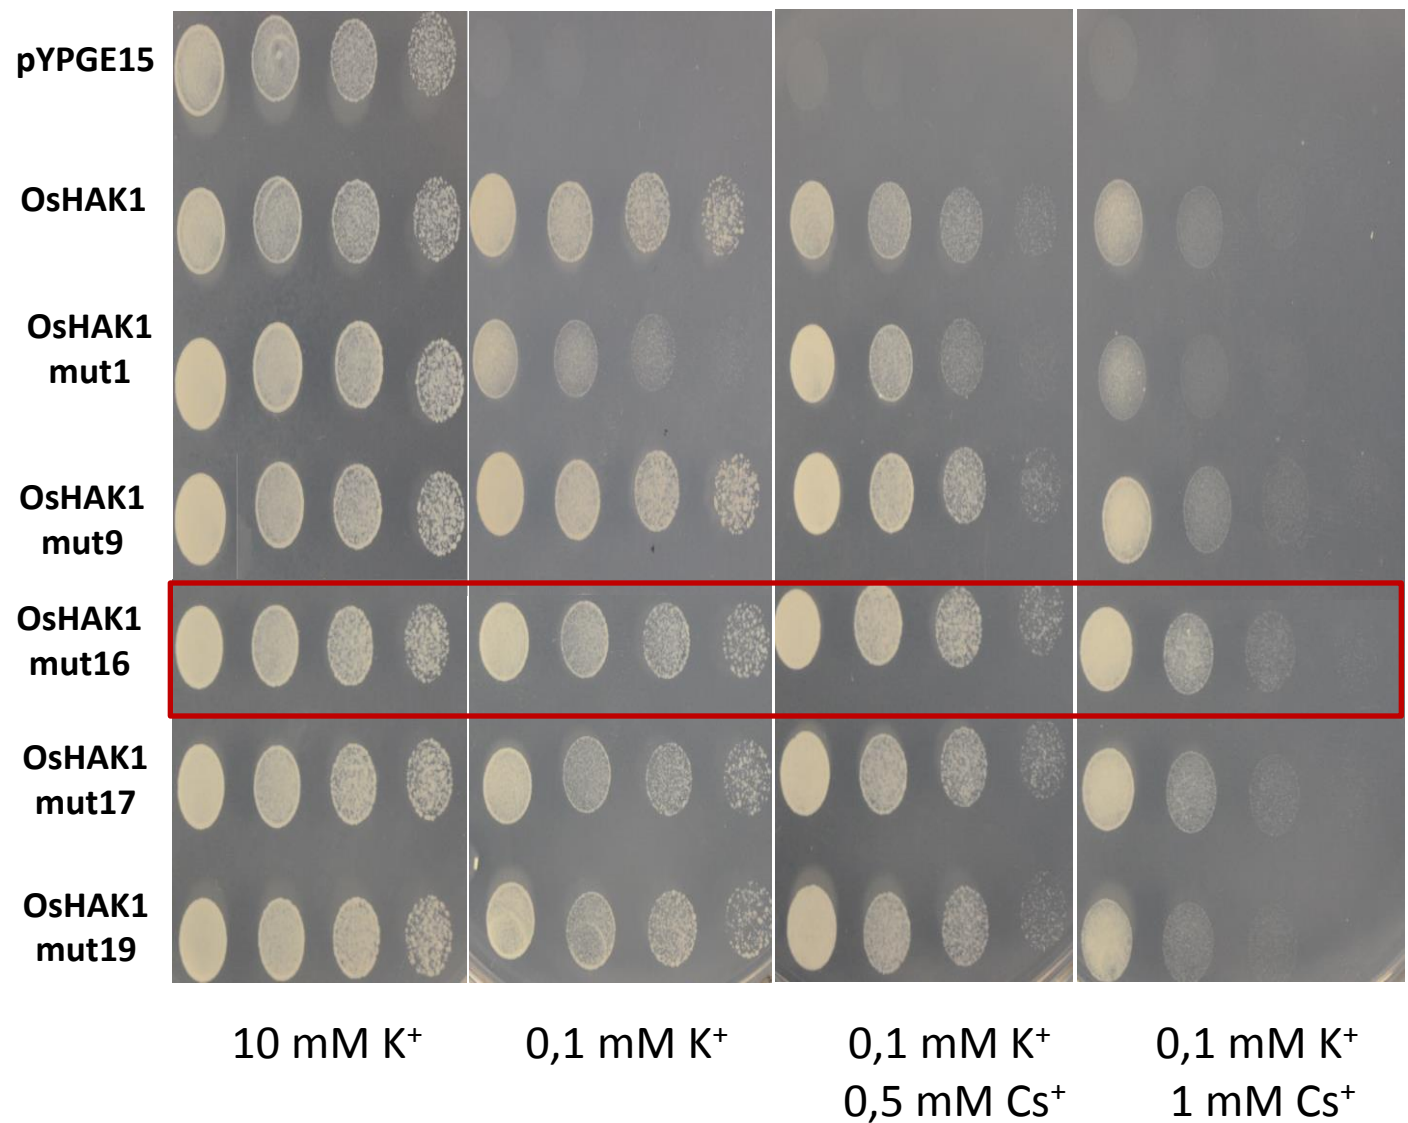 pYPGE15
OsHAK1
OsHAK1
mut1
OsHAK1
mut9
OsHAK1
mut16
OsHAK1
mut17
OsHAK1
mut19
10 mM K⁺
0,1 mM K⁺
0,1 mM K⁺
0,5 mM Cs⁺
0,1 mM K⁺
1 mM Cs⁺